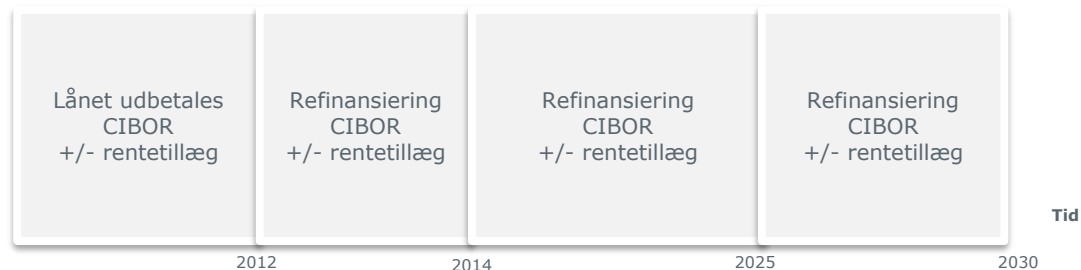 Lånet udbetales
CIBOR
+/- rentetillæg
Refinansiering
CIBOR
+/- rentetillæg
Refinansiering
CIBOR
+/- rentetillæg
Refinansiering
CIBOR
+/- rentetillæg
Tid
2012
2014
2025
2030